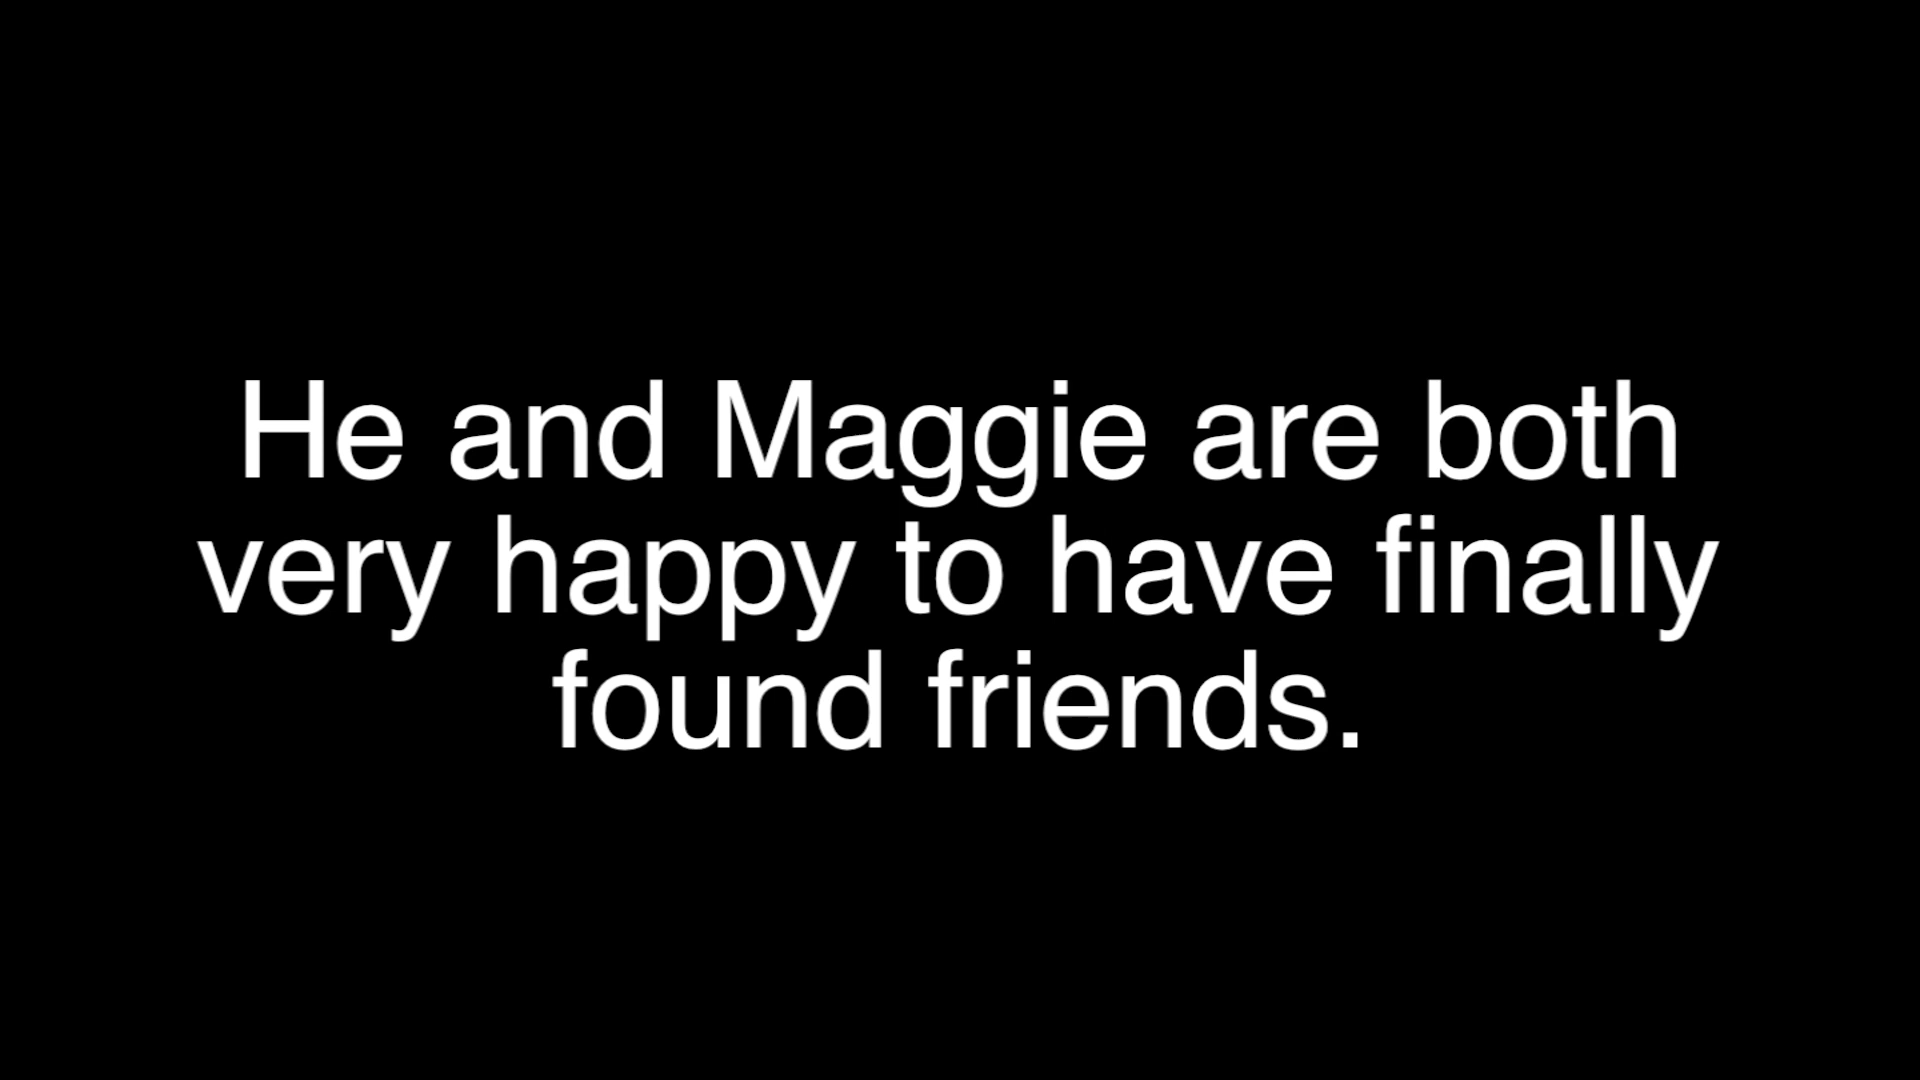 He and Maggie are both
very happy to have finally
found friends.